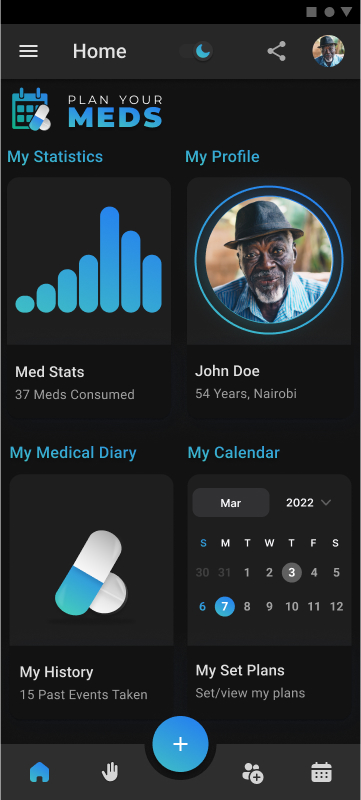 Home
PLAN YOUR
MEDS
My Statistics
My Profile
Med Stats
37 Meds Consumed
John Doe
54 Years, Nairobi
My Medical Diary
My Calendar
Mar
2022
S M T W T F S
30 31 1 2 3 4 5
6 7 8 9 10 11 12
My History
15 Past Events Taken
My Set Plans
Set/view my plans